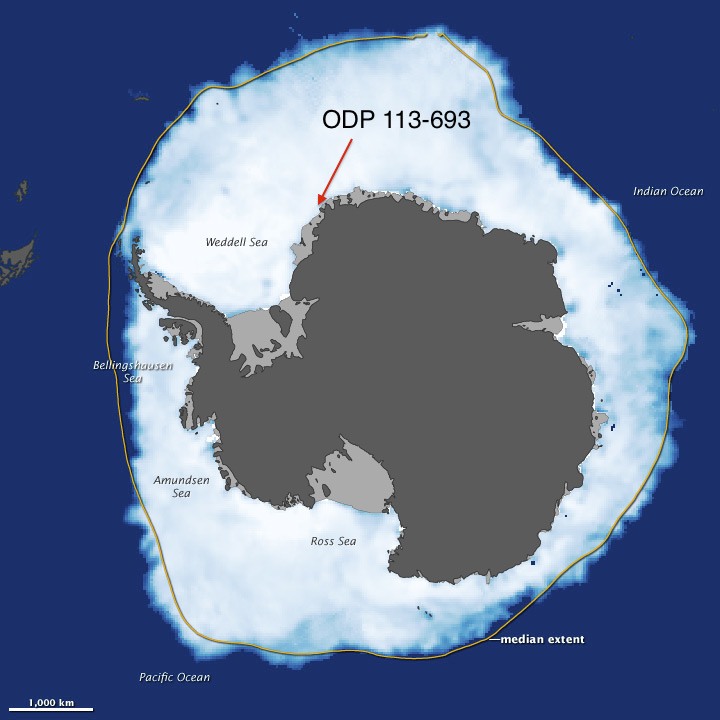 ODP 113-693
Indian Ocean
Weddell Sea
Bellingshausen
Sea
Amundsen
Sea
Ross Sea
median extent
Pacific Ocean
1,000 km